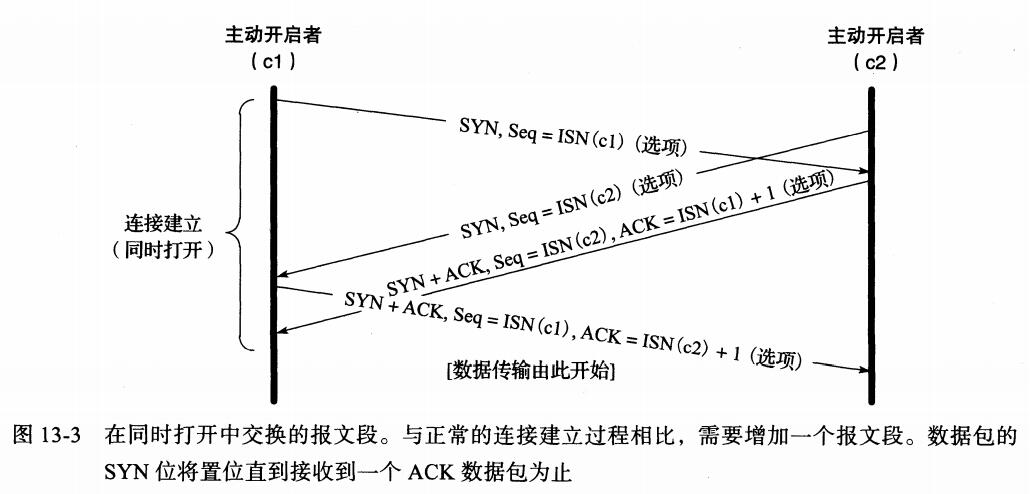 主动开启者
（c1）
主动开启者
（c2）
SYN, Seq = ISN(c1)（选项）
SYN, Seq = ISN(c2)（选项）
连接建立
（同时打开）
SYN + ACK, Seq = ISN(c2), ACK = ISN(c1) + 1（选项）
SYN + ACK, Seq = ISN(c1), ACK = ISN(c2) + 1（选项）
[数据传输由此开始]
图 13-3 在同时打开中交换的报文段。与正常的连接建立过程相比，需要增加一个报文段。数据包的
SYN 位将置位直到接收到一个 ACK 数据包为止